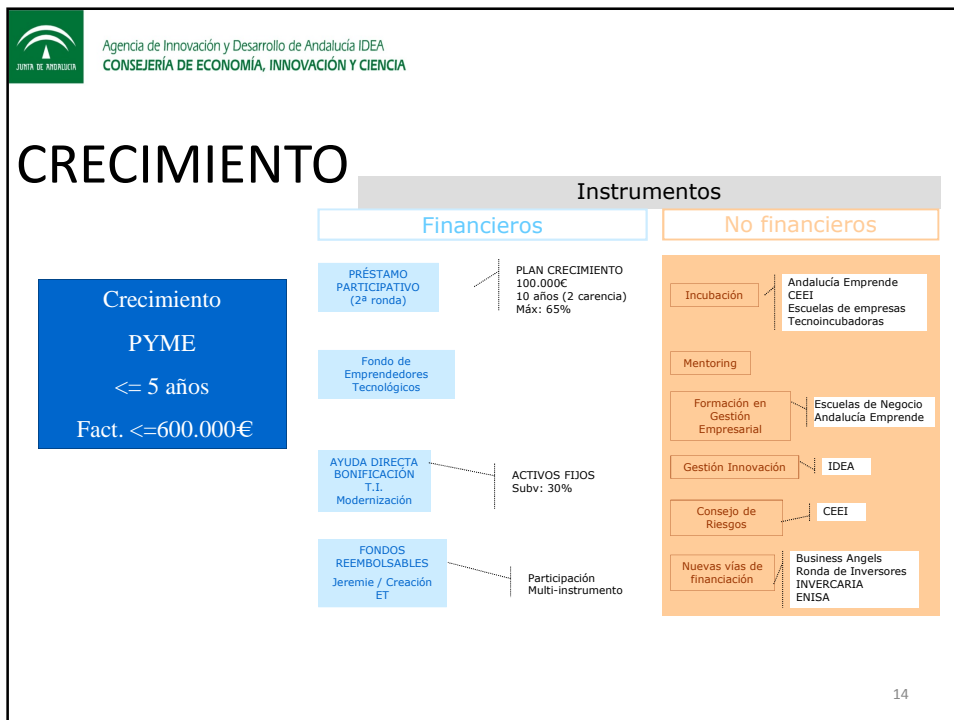 JUNTA DE ANDALUCIA
Agencia de Innovación y Desarrollo de Andalucía IDEA
CONSEJERÍA DE ECONOMÍA, INNOVACIÓN Y CIENCIA
CRECIMIENTO
Instrumentos
Financieros
No financieros
Crecimiento
PYME
<= 5 años
Fact. <=600.000€
PRÉSTAMO
PARTICIPATIVO
(2ª ronda)
PLAN CRECIMIENTO
100.000€
10 años (2 carencia)
Máx: 65%
Fondo de
Emprendedores
Tecnológicos
AYUDA DIRECTA
BONIFICACIÓN
T.I.
Modernización
ACTIVOS FIJOS
Subv: 30%
FONDOS
REEMBOLSABLES
Jeremie / Creación
ET
Participación
Multi-instrumento
Incubación
Andalucía Emprende
CEEI
Escuelas de empresas
Tecnoincubadoras
Mentoring
Formación en
Gestión
Empresarial
Escuelas de Negocio
Andalucía Emprende
Gestión Innovación
IDEA
Consejo de
Riesgos
CEEI
Nuevas vías de
financiación
Business Angels
Ronda de Inversores
INVERCARIA
ENISA
14